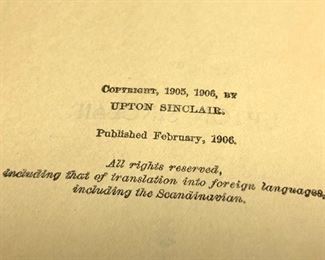 Copyright, 1905, 1906, by
UPTON SINCLAIR.
Published February, 1906.
All rights reserved,
including that of translation into foreign languages,
including the Scandinavian.